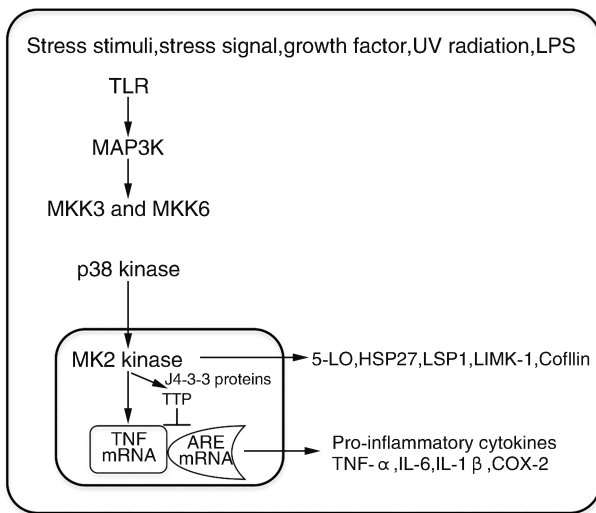 Stress stimuli,stress signal,growth factor,UV radiation,LPS
TLR
MAP3K
MKK3 and MKK6
p38 kinase
MK2 kinase
5-LO,HSP27,LSP1,LIMK-1,Cofllin
J4-3-3 proteins
TTP
TNF
mRNA
ARE
mRNA
Pro-inflammatory cytokines
TNF- α,IL-6,IL-1 β,COX-2